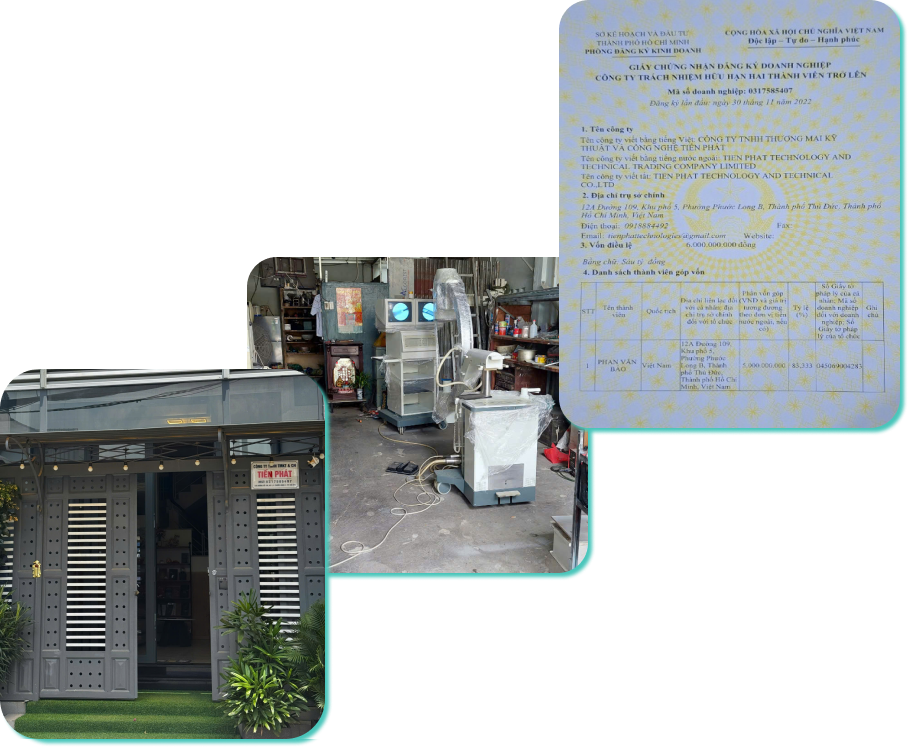 SỞ KẾ HOẠCH VÀ ĐẦU TƯ
THÀNH PHỐ HỒ CHÍ MINH
PHÒNG ĐĂNG KÝ KINH DOANH
CỘNG HÒA XÃ HỘI CHỦ NGHĨA VIỆT NAM
Độc lập – Tự do – Hạnh phúc
GIẤY CHỨNG NHẬN ĐĂNG KÝ DOANH NGHIỆP
CÔNG TY TRÁCH NHIỆM HỮU HẠN HAI THÀNH VIÊN TRỞ LÊN
Mã số doanh nghiệp: 0317585407
Đăng ký lần đầu: ngày 30 tháng 11 năm 2022
1. Tên công ty
Tên công ty viết bằng tiếng Việt: CÔNG TY TNHH THƯƠNG MẠI KỸ
THUẬT VÀ CÔNG NGHỆ TIẾN PHÁT
Tên công ty viết bằng tiếng nước ngoài: TIEN PHAT TECHNOLOGY AND
TECHNICAL TRADING COMPANY LIMITED
Tên công ty viết tắt: TIEN PHAT TECHNOLOGY AND TECHNICAL
CO.,LTD
2. Địa chỉ trụ sở chính
12A Đường 109, Khu phố 5, Phường Phước Long B, Thành phố Thủ Đức, Thành phố
Hồ Chí Minh, Việt Nam
Điện thoại: 0918884492 Fax:
Email: tienphattechnologies@gmail.com Website:
3. Vốn điều lệ 6.000.000.000 đồng
Bằng chữ: Sáu tỷ đồng
4. Danh sách thành viên góp vốn
STT
Tên thành
viên
Quốc tịch
Địa chỉ liên lạc đối
với cá nhân; địa
chỉ trụ sở chính
đối với tổ chức
Phần vốn góp
(VNĐ và giá trị
tương đương
theo đơn vị tiền
nước ngoài, nếu
có)
Tỷ lệ
(%)
Số Giấy tờ
pháp lý của cá
nhân; Mã số
doanh nghiệp
đối với doanh
nghiệp; Số
Giấy tờ pháp
lý của tổ chức
Ghi
chú
1
PHAN VĂN
BẢO
Việt Nam
12A Đường 109,
Khu phố 5,
Phường Phước
Long B, Thành
phố Thủ Đức,
Thành phố Hồ Chí
Minh, Việt Nam
5.000.000.000
83,333
045069004283
TIẾN PHÁT